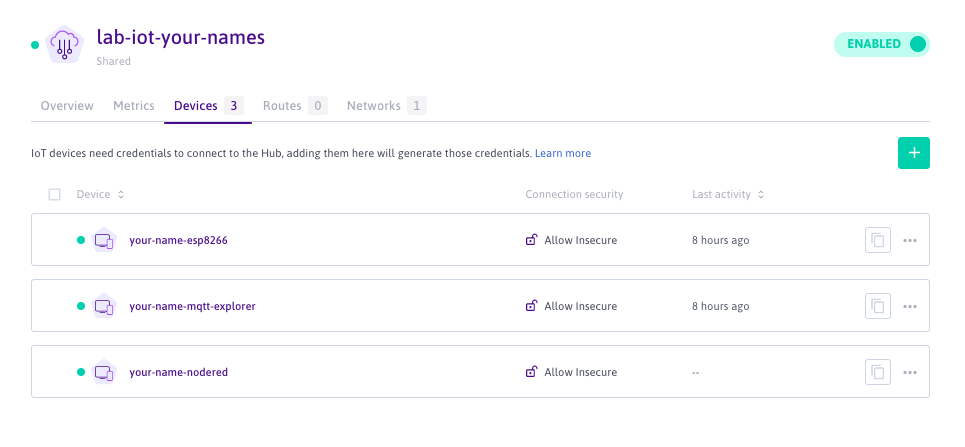 lab-iot-your-names
Shared
ENABLED
Overview Metrics Devices 3 Routes 0 Networks 1
IoT devices need credentials to connect to the Hub, adding them here will generate those credentials. Learn more
+
Device Connection security Last activity
your-name-esp8266 Allow Insecure 8 hours ago
your-name-mqtt-explorer Allow Insecure 8 hours ago
your-name-nodered Allow Insecure --